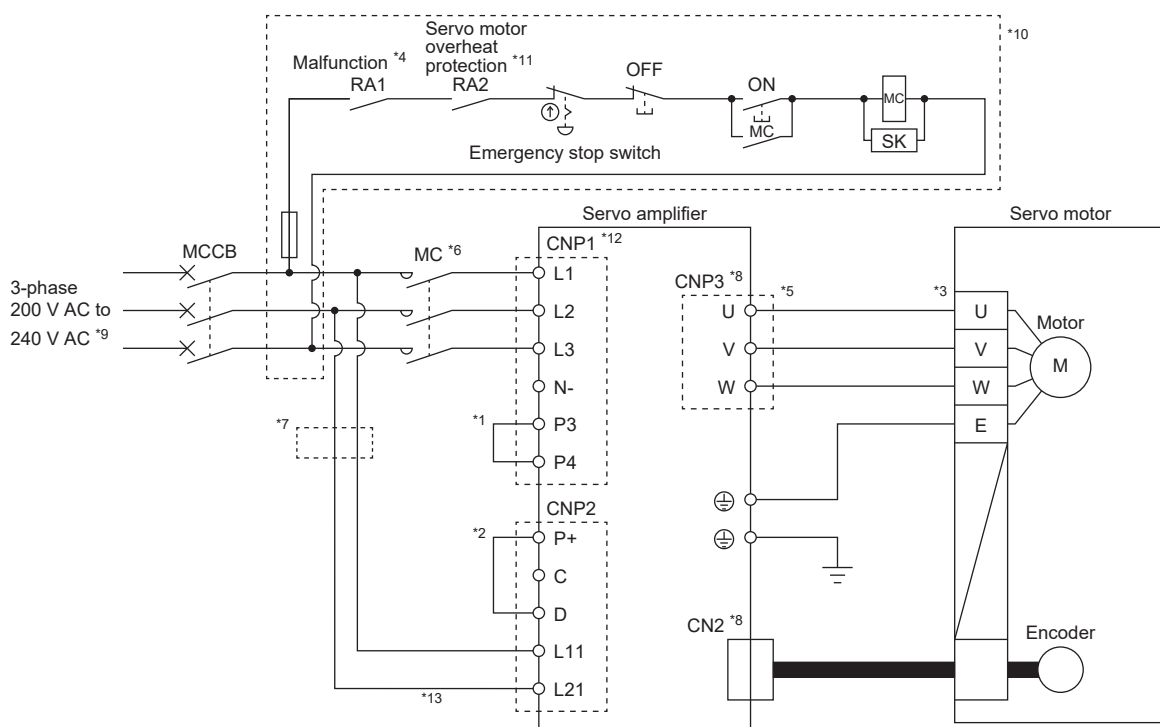 *10
Servo motor
overheat
protection *11
Malfunction *4
RA1
RA2
OFF
ON
MC
MC
SK
Emergency stop switch
Servo amplifier
Servo motor
MCCB
MC *6
CNP1 *12
3-phase
200 V AC to
240 V AC *9
L1
L2
L3
N-
P3
P4
*1
*7
CNP3 *8
*5
*3
U
V
W
U
V
W
E
Motor
M
CNP2
*2
P+
C
D
L11
L21
*13
CN2 *8
Encoder